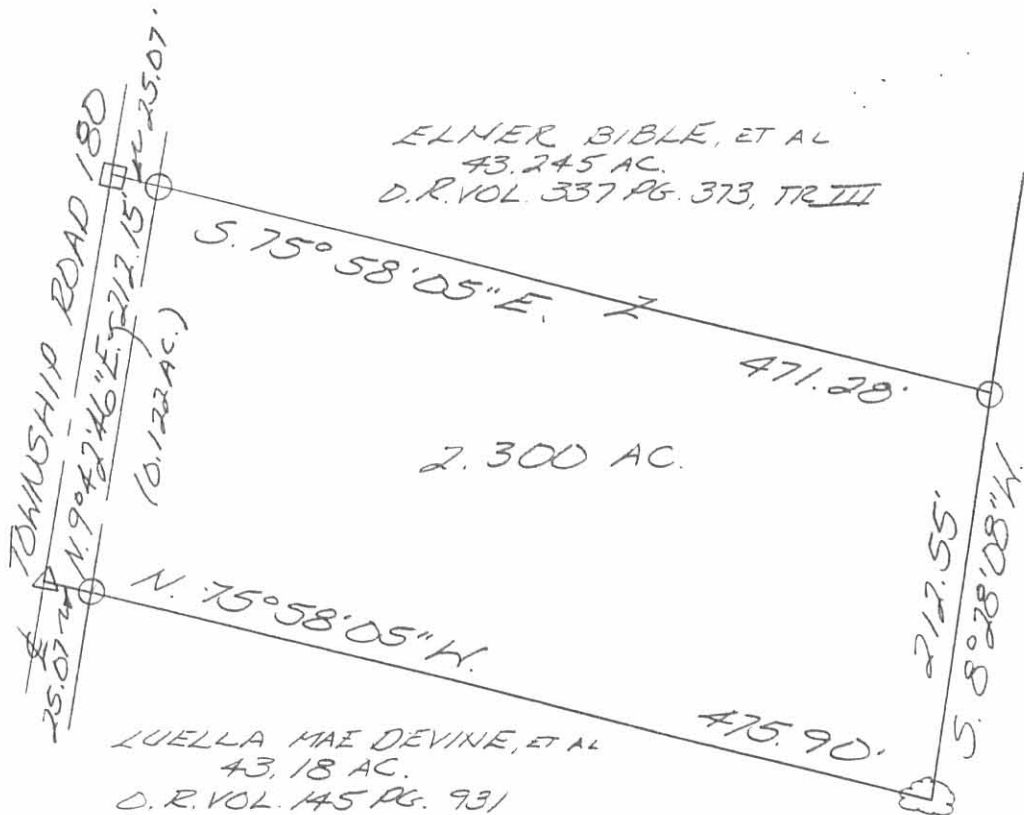 25.07'
TOWNSHIP ROAD 180
ELMER BIBLE, ET AL
43.245 AC.
D.R. VOL. 337 PG. 373, TR III
S. 75° 58' 05" E.
471.28'
N. 9° 42' 46" E. 212.15'
(0.122 AC.)
2.300 AC.
212.55'
S. 8° 28' 08" W.
N. 75° 58' 05" W.
475.90'
25.07'
LUELLA MAE DEVINE, ET AL
43.18 AC.
O.R. VOL. 145 PG. 931